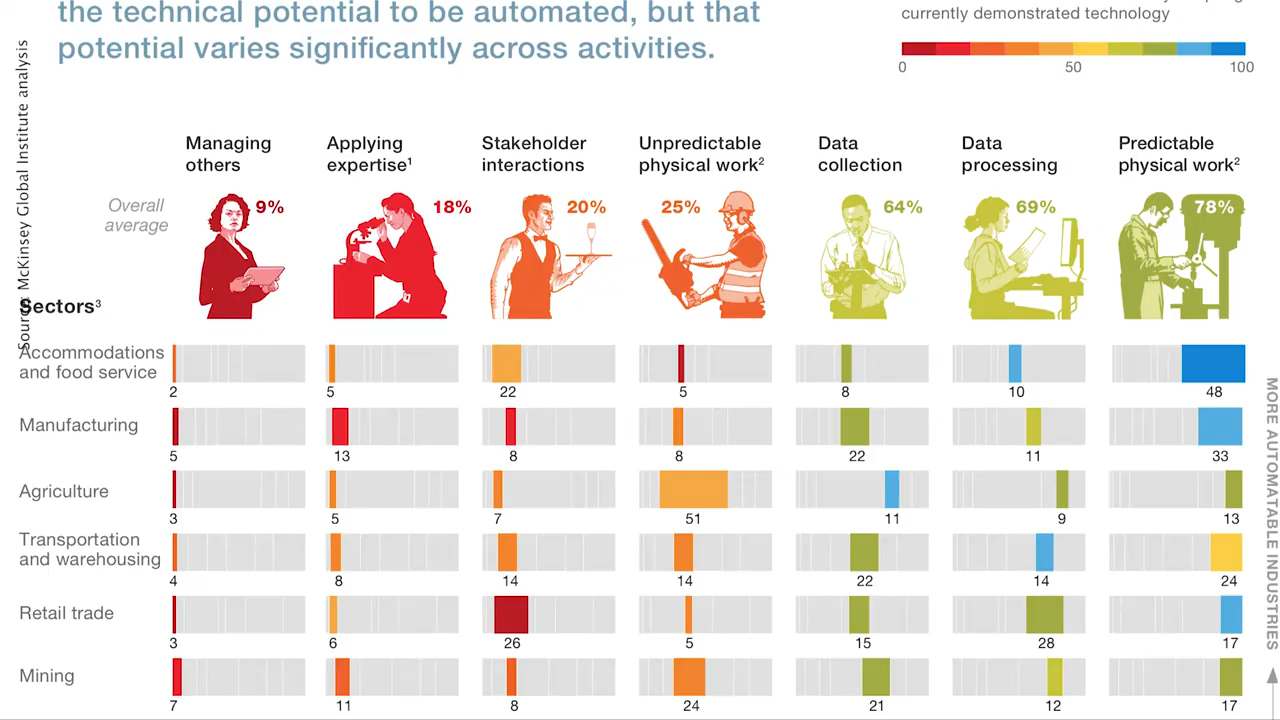 the technical potential to be automated, but that
potential varies significantly across activities.
currently demonstrated technology
0 50 100
Source: McKinsey Global Institute analysis
Managing others
Applying expertise¹
Stakeholder interactions
Unpredictable physical work²
Data collection
Data processing
Predictable physical work²
Overall average
9% 18% 20% 25% 64% 69% 78%
Sectors³
Accommodations and food service
2 5 22 5 8 10 48
Manufacturing
5 13 8 8 22 11 33
Agriculture
3 5 7 51 11 9 13
Transportation and warehousing
4 8 14 14 22 14 24
Retail trade
3 6 26 5 15 28 17
Mining
7 11 8 24 21 12 17
MORE AUTOMATABLE INDUSTRIES